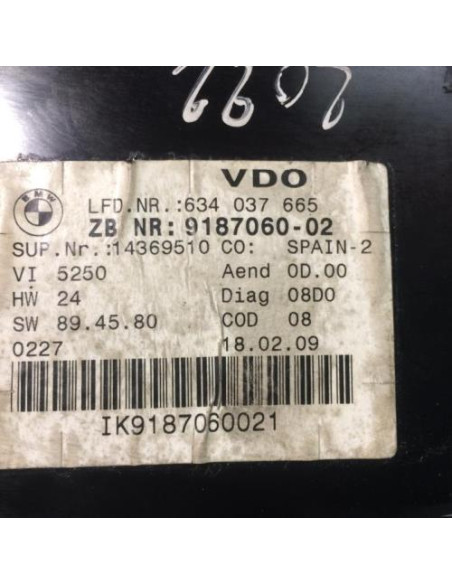 VDO
BMW
LFD.NR.:634 037 665
ZB NR: 9187060-02
SUP.Nr.:14369510 CO: SPAIN-2
VI 5250 Aend 0D.00
HW 24 Diag 08D0
SW 89.45.80 COD 08
0227 18.02.09
IK9187060021